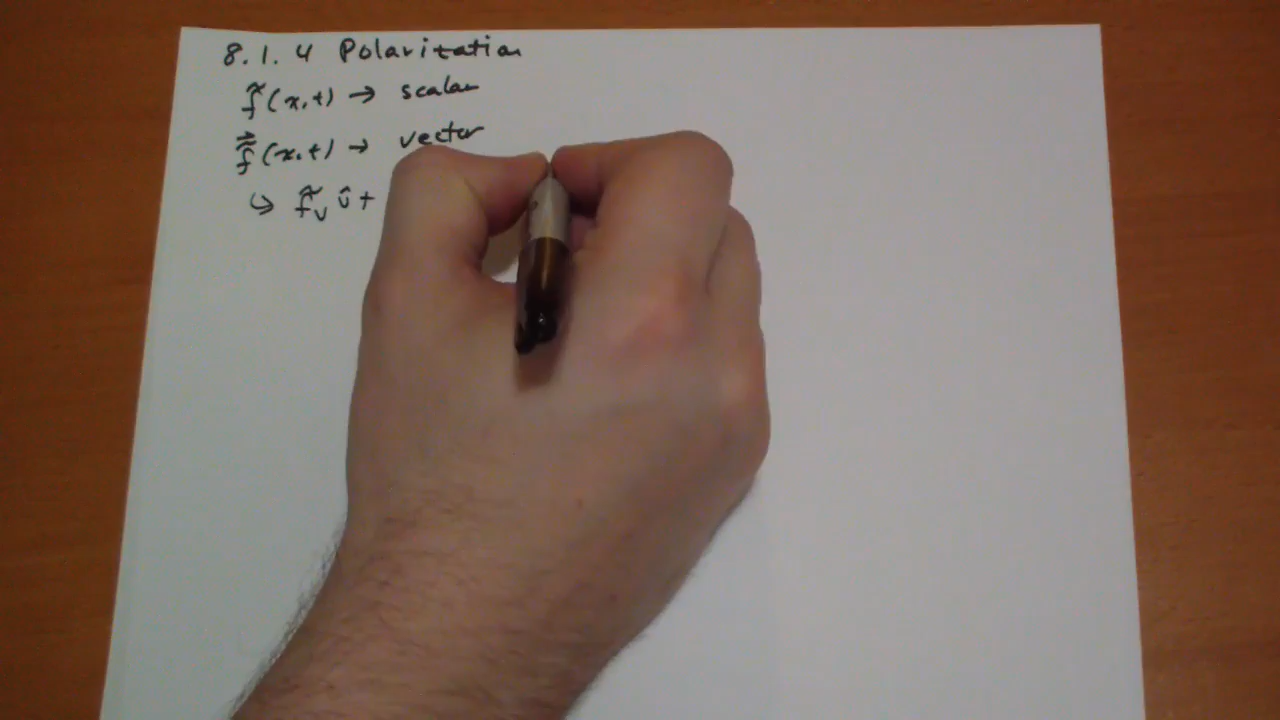 8.1.4 Polarization
f̃(x,t) → scalar
f̃⃗(x,t) → vector
↳ f̃ᵥ v̂ +